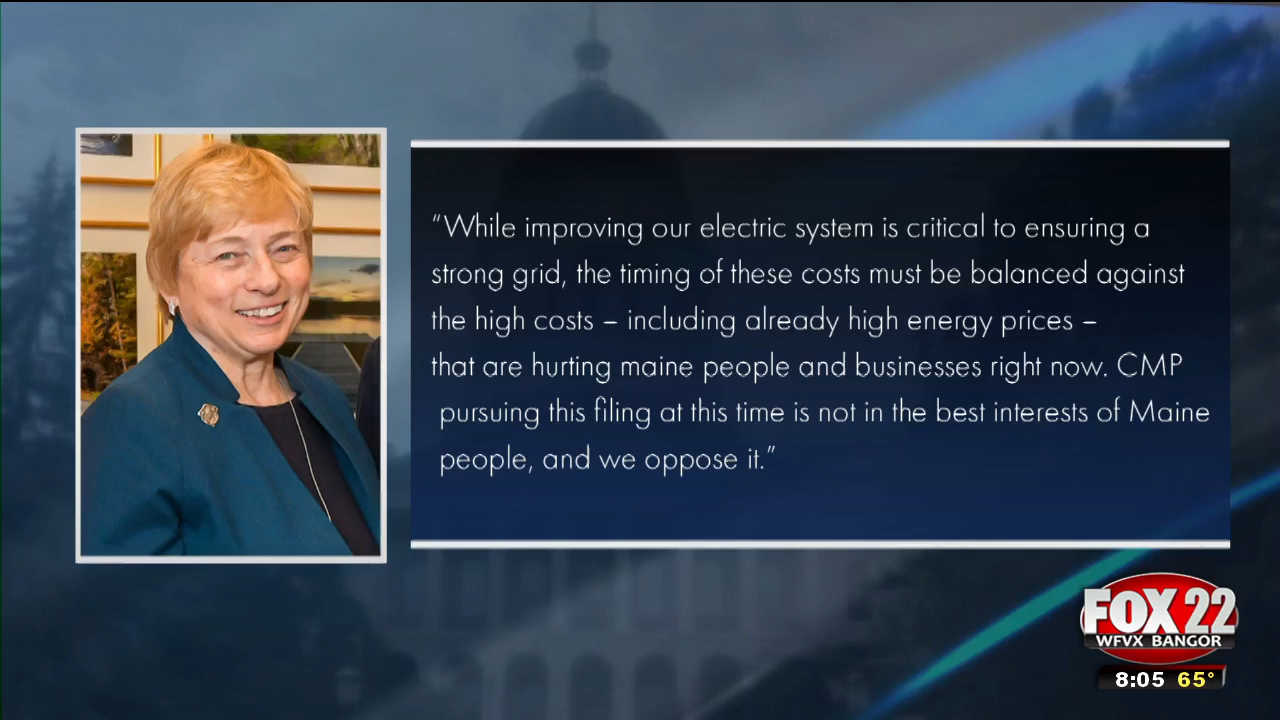 “While improving our electric system is critical to ensuring a
strong grid, the timing of these costs must be balanced against
the high costs – including already high energy prices –
that are hurting maine people and businesses right now. CMP
pursuing this filing at this time is not in the best interests of Maine
people, and we oppose it.”
FOX 22
WFVX BANGOR
8:05 65°